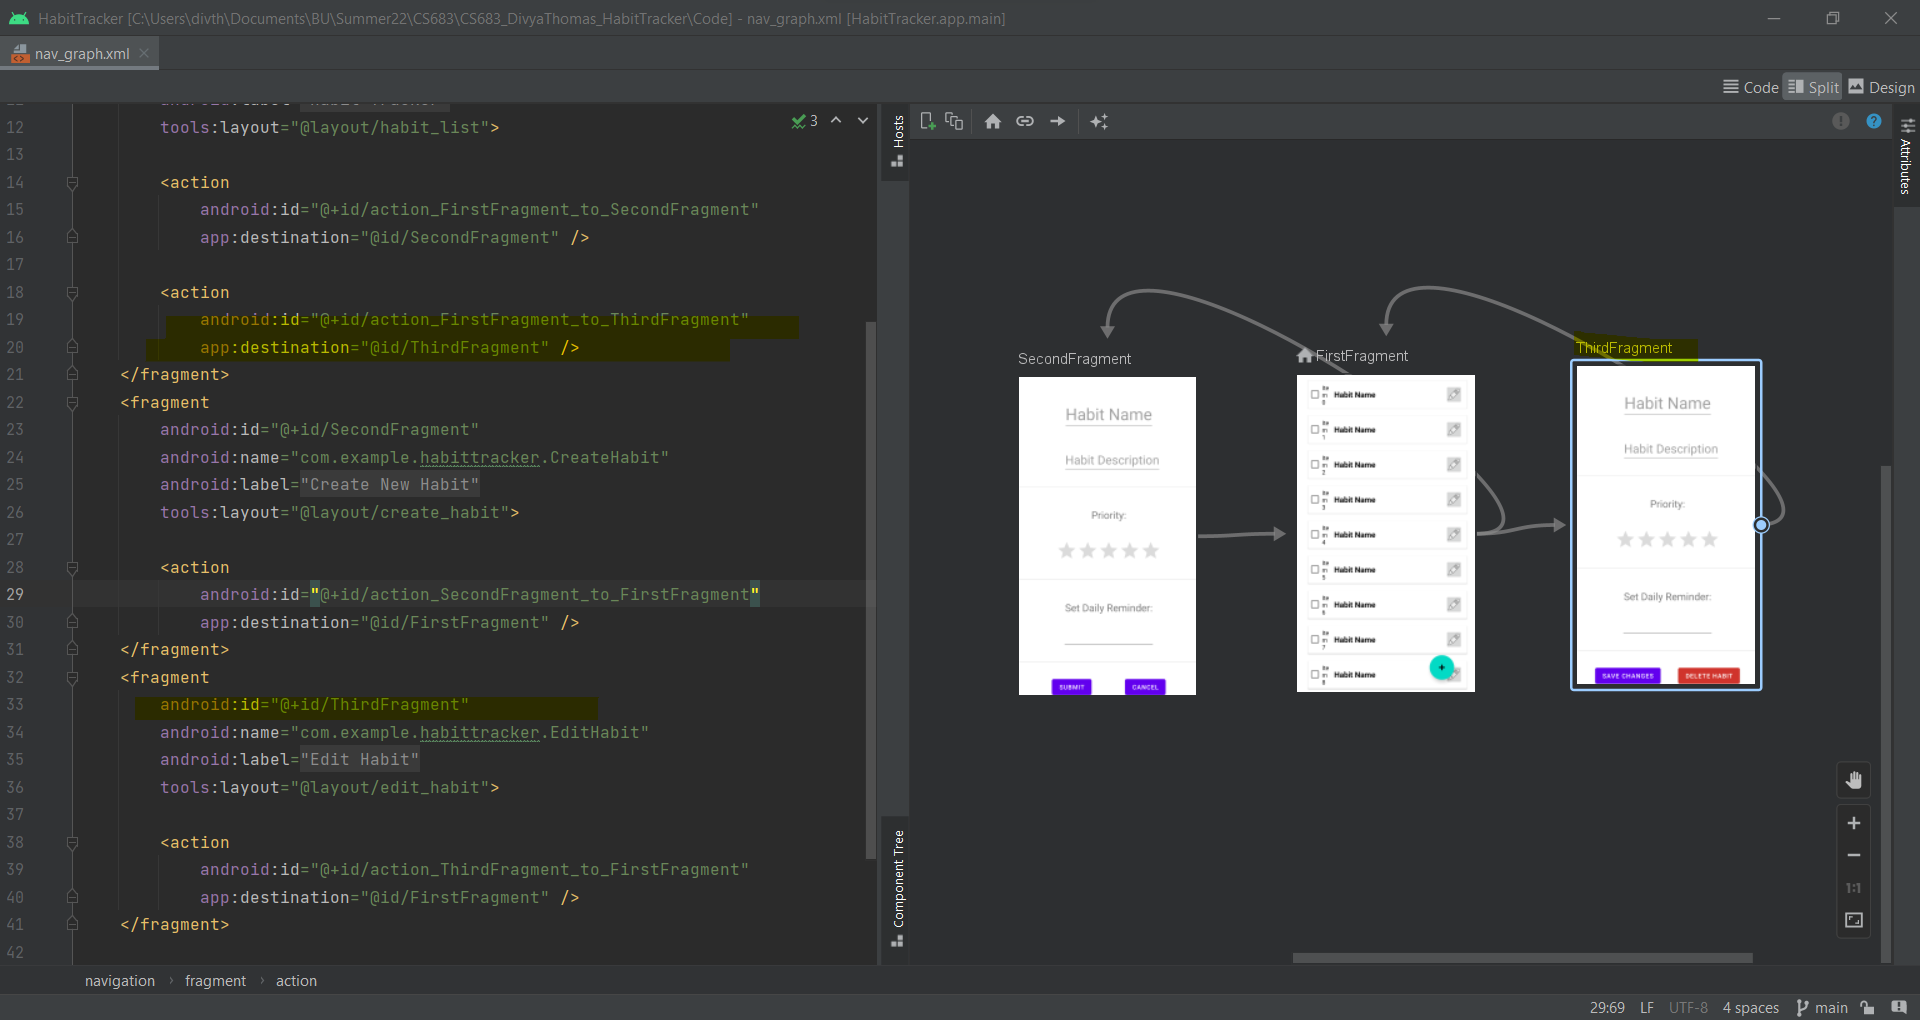 HabitTracker [C:\Users\divth\Documents\BU\Summer22\CS683\CS683_DivyaThomas_HabitTracker\Code] - nav_graph.xml [HabitTracker.app.main]
nav_graph.xml
Code Split Design
12 tools:layout="@layout/habit_list">
3
13
14 <action
15 android:id="@+id/action_FirstFragment_to_SecondFragment"
16 app:destination="@id/SecondFragment" />
17
18 <action
19 android:id="@+id/action_FirstFragment_to_ThirdFragment"
20 app:destination="@id/ThirdFragment" />
21 </fragment>
22 <fragment
23 android:id="@+id/SecondFragment"
24 android:name="com.example.habittracker.CreateHabit"
25 android:label="Create New Habit"
26 tools:layout="@layout/create_habit">
27
28 <action
29 android:id="@+id/action_SecondFragment_to_FirstFragment"
30 app:destination="@id/FirstFragment" />
31 </fragment>
32 <fragment
33 android:id="@+id/ThirdFragment"
34 android:name="com.example.habittracker.EditHabit"
35 android:label="Edit Habit"
36 tools:layout="@layout/edit_habit">
37
38 <action
39 android:id="@+id/action_ThirdFragment_to_FirstFragment"
40 app:destination="@id/FirstFragment" />
41 </fragment>
42
Hosts
Component Tree
Attributes
SecondFragment
Habit Name
Habit Description
Priority:
Set Daily Reminder:
SUBMIT CANCEL
FirstFragment
Habit Name
Habit Name
Habit Name
Habit Name
Habit Name
Habit Name
Habit Name
Habit Name
Habit Name
+
ThirdFragment
Habit Name
Habit Description
Priority:
Set Daily Reminder:
SAVE CHANGES DELETE HABIT
1:1
navigation › fragment › action
29:69 LF UTF-8 4 spaces main